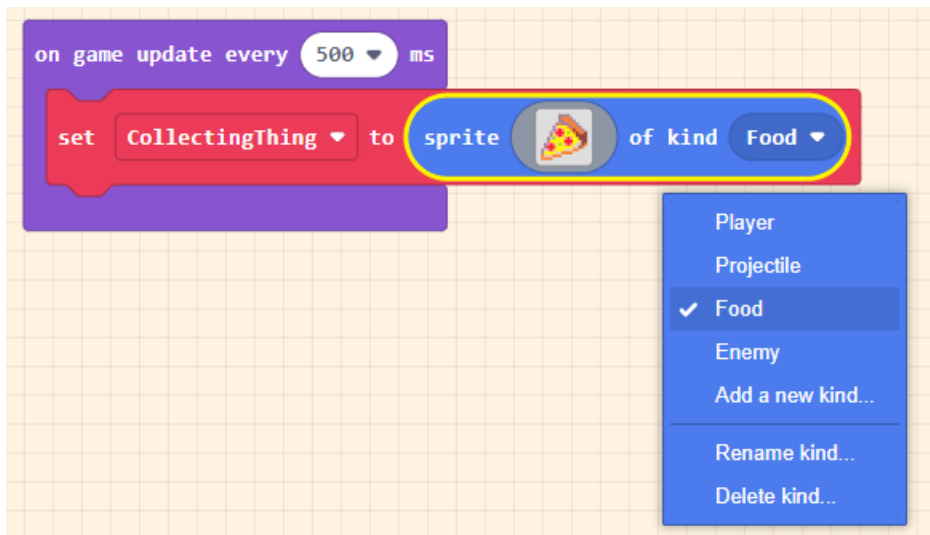 on game update every 500 ms
set CollectingThing to sprite of kind Food
Player
Projectile
Food
Enemy
Add a new kind...
Rename kind...
Delete kind...